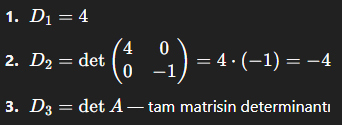 1. D₁ = 4
2. D₂ = det ( 4 0 ; 0 −1 ) = 4 · (−1) = −4
3. D₃ = det A — tam matrisin determinantı